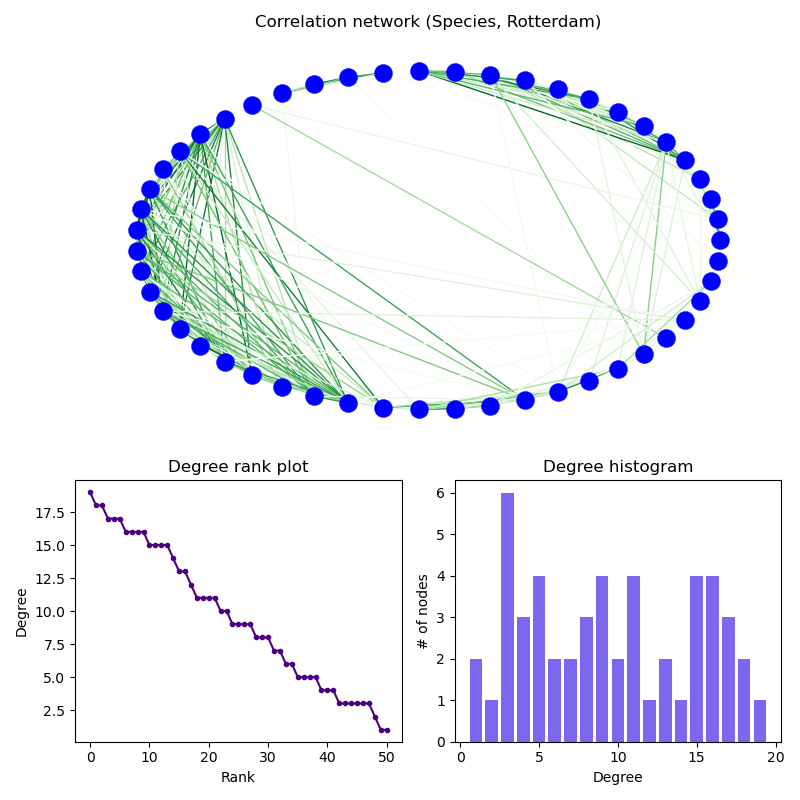 Correlation network (Species, Rotterdam)
Degree rank plot
Degree
17.5
15.0
12.5
10.0
7.5
5.0
2.5
0 10 20 30 40 50
Rank
Degree histogram
# of nodes
6
5
4
3
2
1
0
0 5 10 15 20
Degree